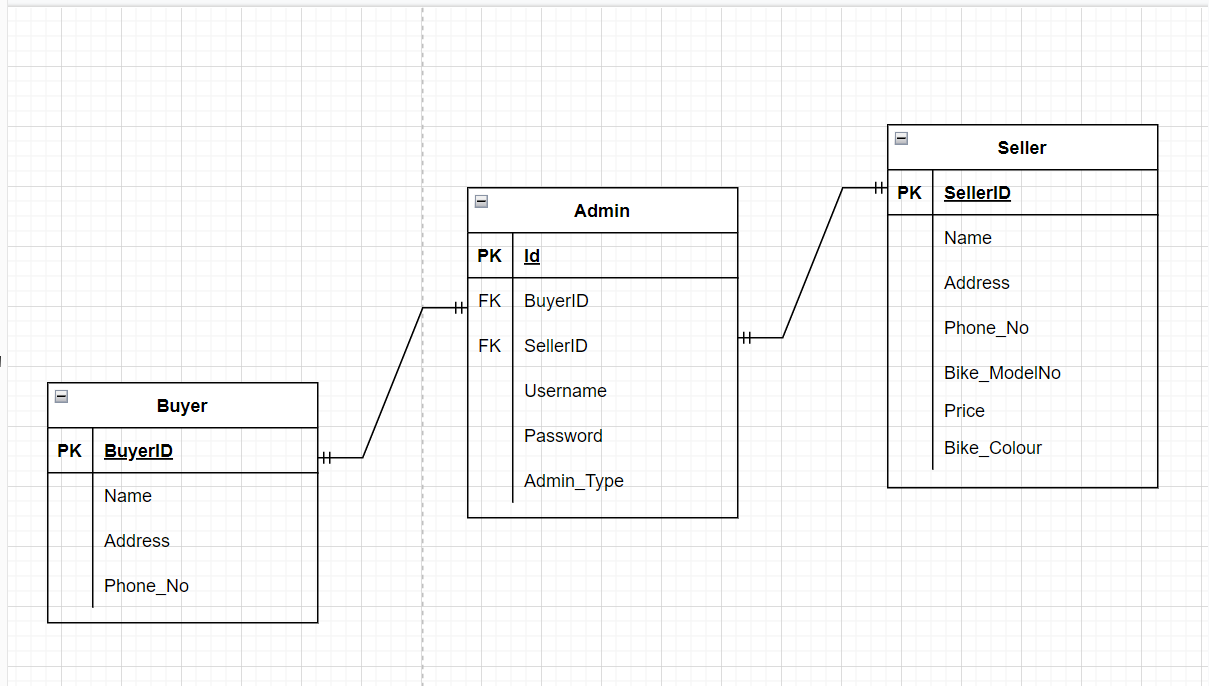 Buyer
PK BuyerID
Name
Address
Phone_No
Admin
PK Id
FK BuyerID
FK SellerID
Username
Password
Admin_Type
Seller
PK SellerID
Name
Address
Phone_No
Bike_ModelNo
Price
Bike_Colour